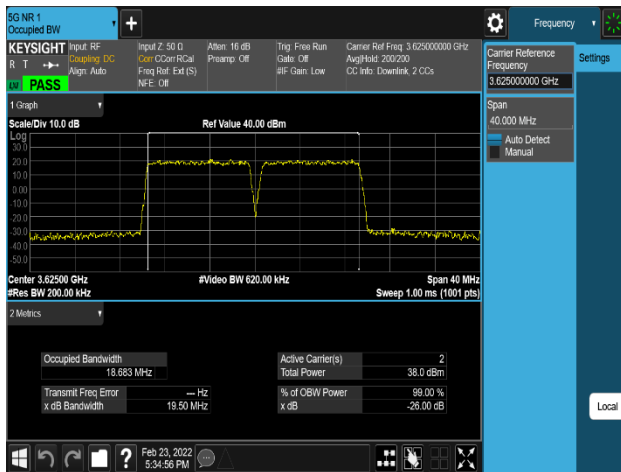 5G NR 1
Occupied BW
+
Frequency
KEYSIGHT
R T
PASS
Input: RF
Coupling: DC
Align: Auto
Input Z: 50 Ω
Corr CCorr RCal
Freq Ref: Ext (S)
NFE: Off
Atten: 16 dB
Preamp: Off
Trig: Free Run
Gate: Off
#IF Gain: Low
Carrier Ref Freq: 3.625000000 GHz
Avg|Hold: 200/200
CC Info: Downlink, 2 CCs
Carrier Reference
Frequency
3.625000000 GHz
Settings
Span
40.000 MHz
Auto Detect
Manual
1 Graph
Scale/Div 10.0 dB
Ref Value 40.00 dBm
Log
30.0
20.0
10.0
0.00
-10.0
-20.0
-30.0
-40.0
-50.0
Center 3.62500 GHz
#Video BW 620.00 kHz
Span 40 MHz
#Res BW 200.00 kHz
Sweep 1.00 ms (1001 pts)
2 Metrics
Occupied Bandwidth
18.683 MHz
Active Carrier(s) 2
Total Power 38.0 dBm
Transmit Freq Error --- Hz
x dB Bandwidth 19.50 MHz
% of OBW Power 99.00 %
x dB -26.00 dB
Local
?
Feb 23, 2022
5:34:56 PM